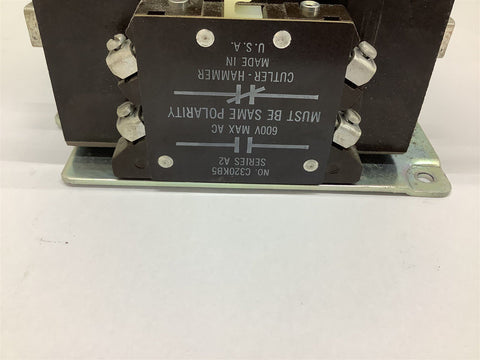 NO. C320KB5
SERIES A2
600V MAX AC
MUST BE SAME POLARITY
CUTLER-HAMMER
MADE IN
U.S.A.